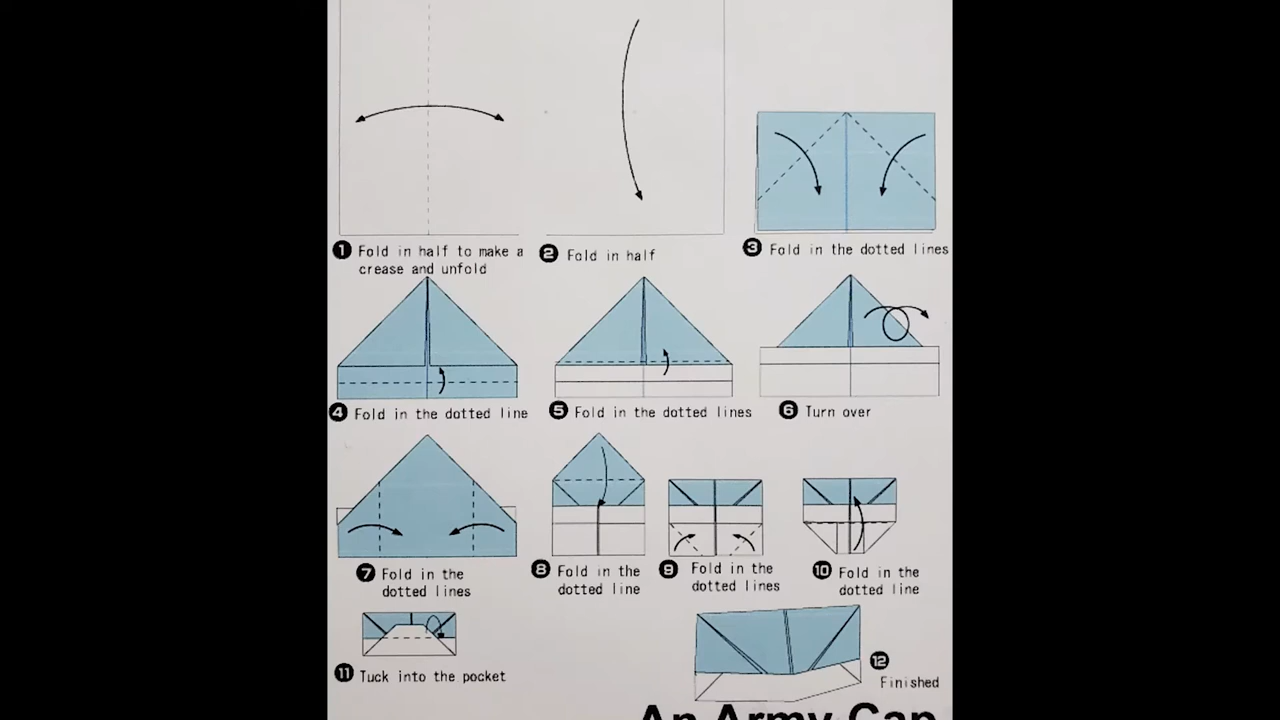 1 Fold in half to make a
crease and unfold
2 Fold in half
3 Fold in the dotted lines
4 Fold in the dotted line
5 Fold in the dotted lines
6 Turn over
7 Fold in the
dotted lines
8 Fold in the
dotted line
9 Fold in the
dotted lines
10 Fold in the
dotted line
11 Tuck into the pocket
12
Finished
An Army Cap